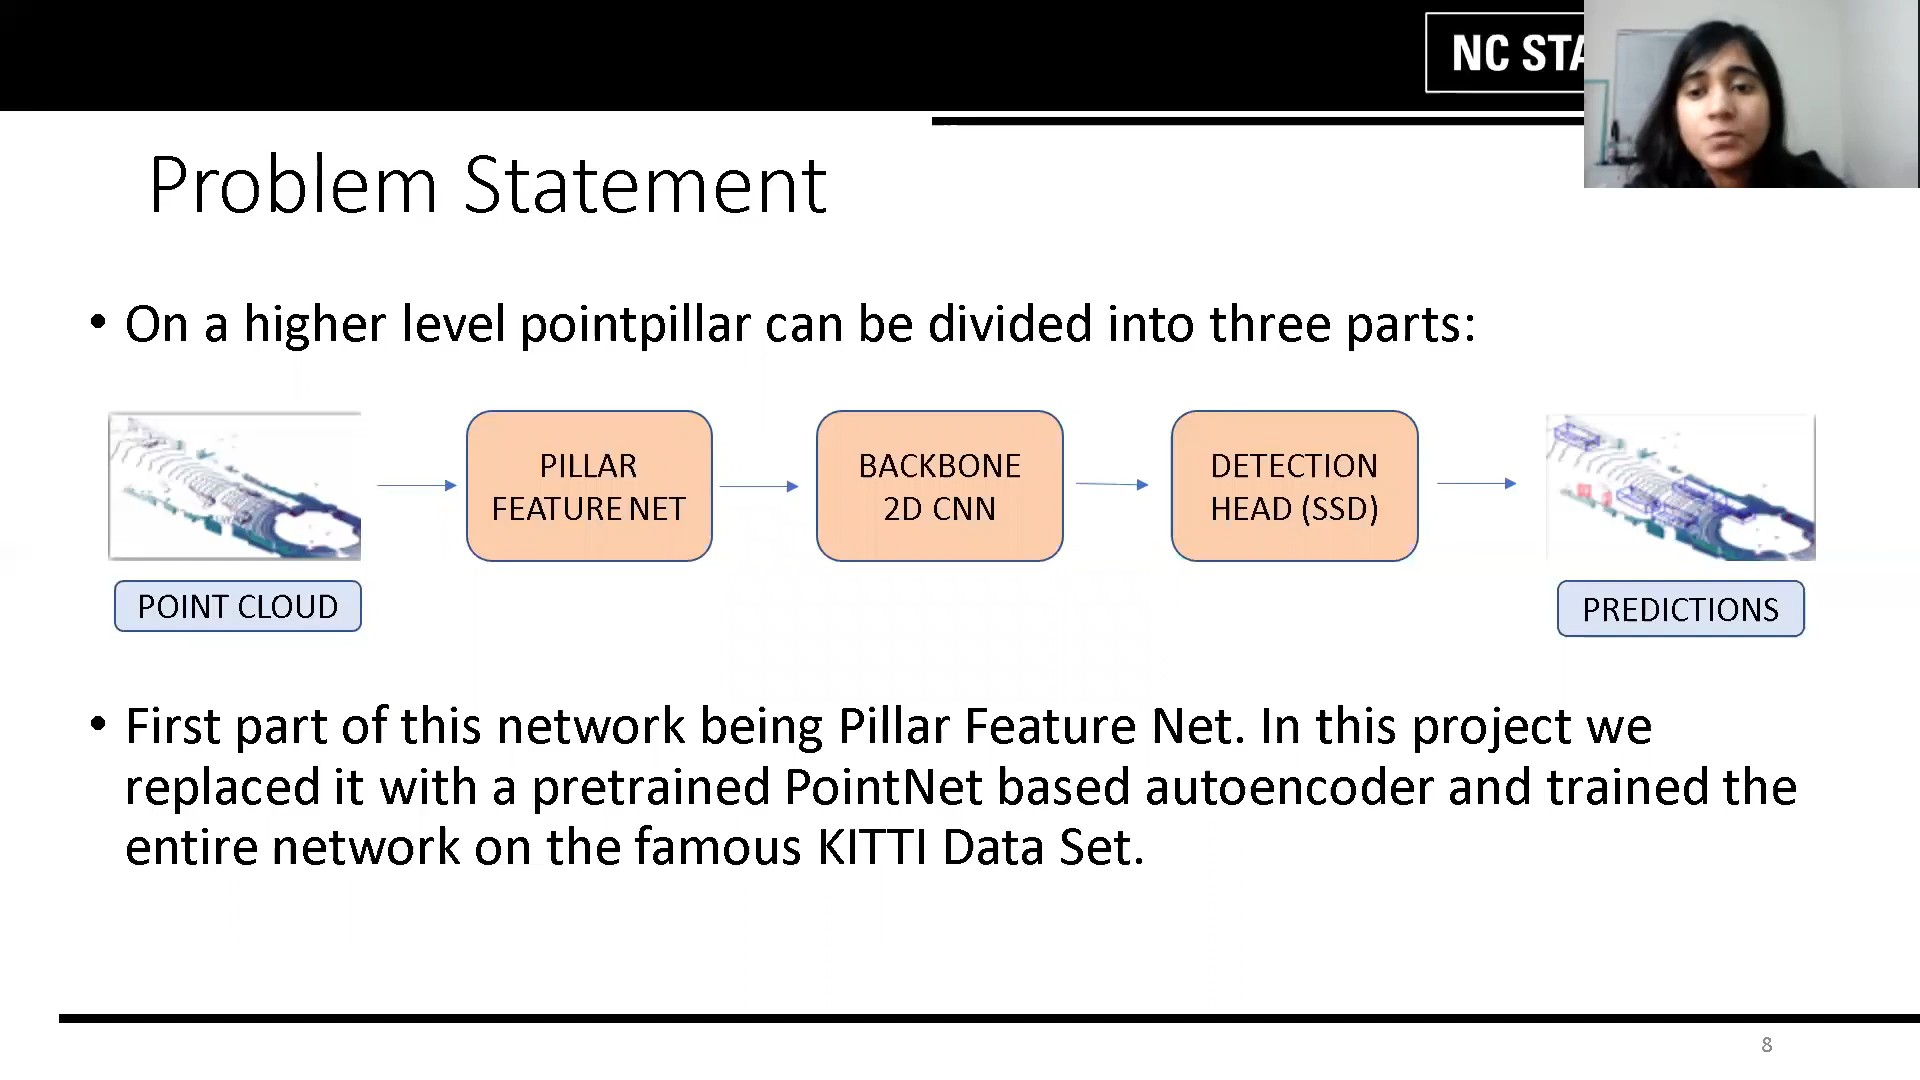 NC STA
Problem Statement
• On a higher level pointpillar can be divided into three parts:
PILLAR
FEATURE NET
BACKBONE
2D CNN
DETECTION
HEAD (SSD)
POINT CLOUD
PREDICTIONS
• First part of this network being Pillar Feature Net. In this project we
replaced it with a pretrained PointNet based autoencoder and trained the
entire network on the famous KITTI Data Set.
8